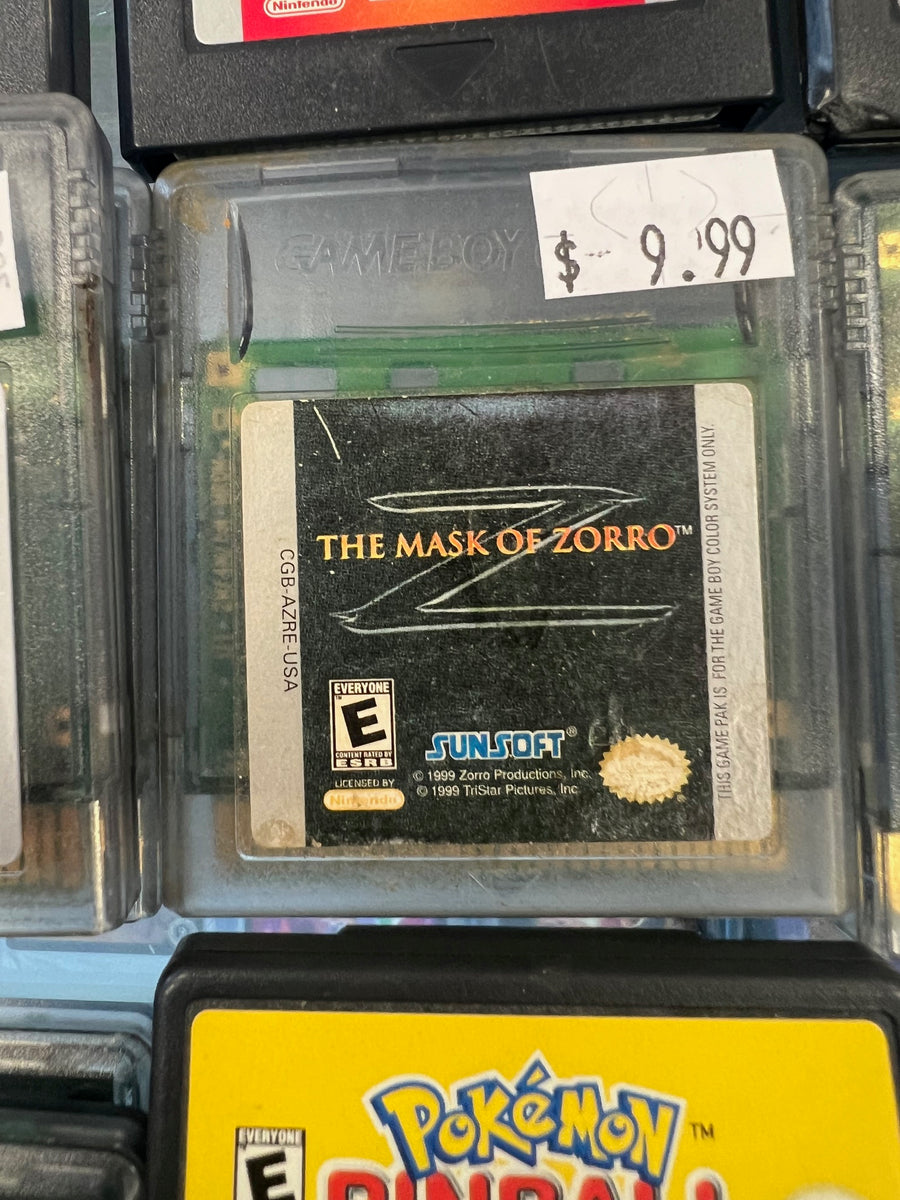 Nintendo
GAME BOY
$ 9.99
THE MASK OF ZORRO™
CGB-AZRE-USA
THIS GAME PAK IS FOR THE GAME BOY COLOR SYSTEM ONLY.
EVERYONE
E
CONTENT RATED BY
ESRB
SUNSOFT®
LICENSED BY
Nintendo
© 1999 Zorro Productions, Inc.
© 1999 TriStar Pictures, Inc
POKéMON™
EVERYONE
E
PINBALL